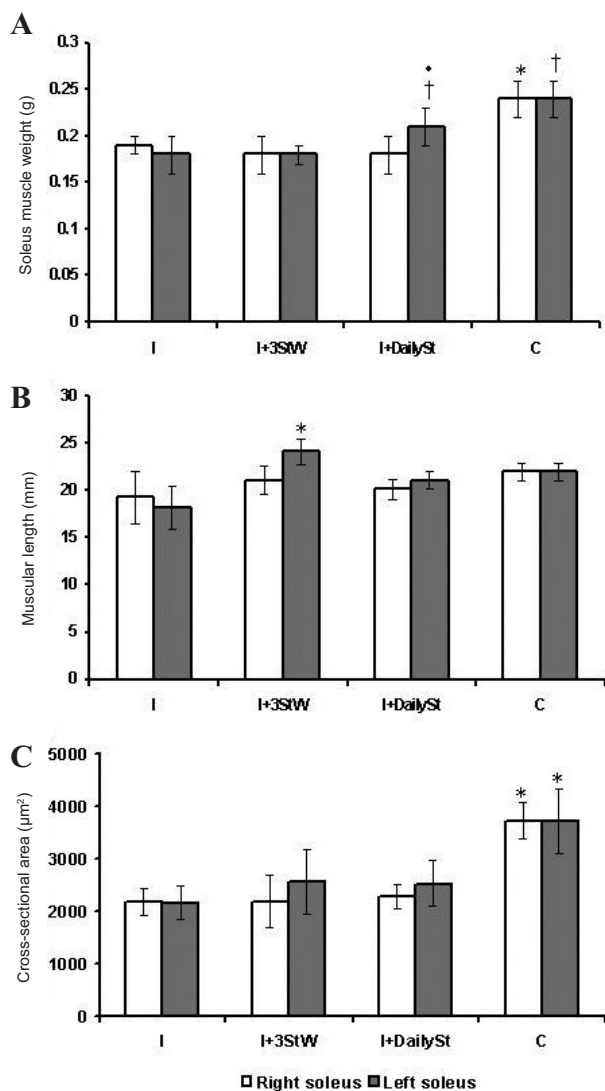 A
Soleus muscle weight (g)
0.3
0.25
0.2
0.15
0.1
0.05
0
•
†
*
†
I
I+3StW
I+DailySt
C
B
Muscular length (mm)
30
25
20
15
10
5
0
*
I
I+3StW
I+DailySt
C
C
Cross-sectional area (µm²)
5000
4000
3000
2000
1000
0
* *
I
I+3StW
I+DailySt
C
Right soleus Left soleus